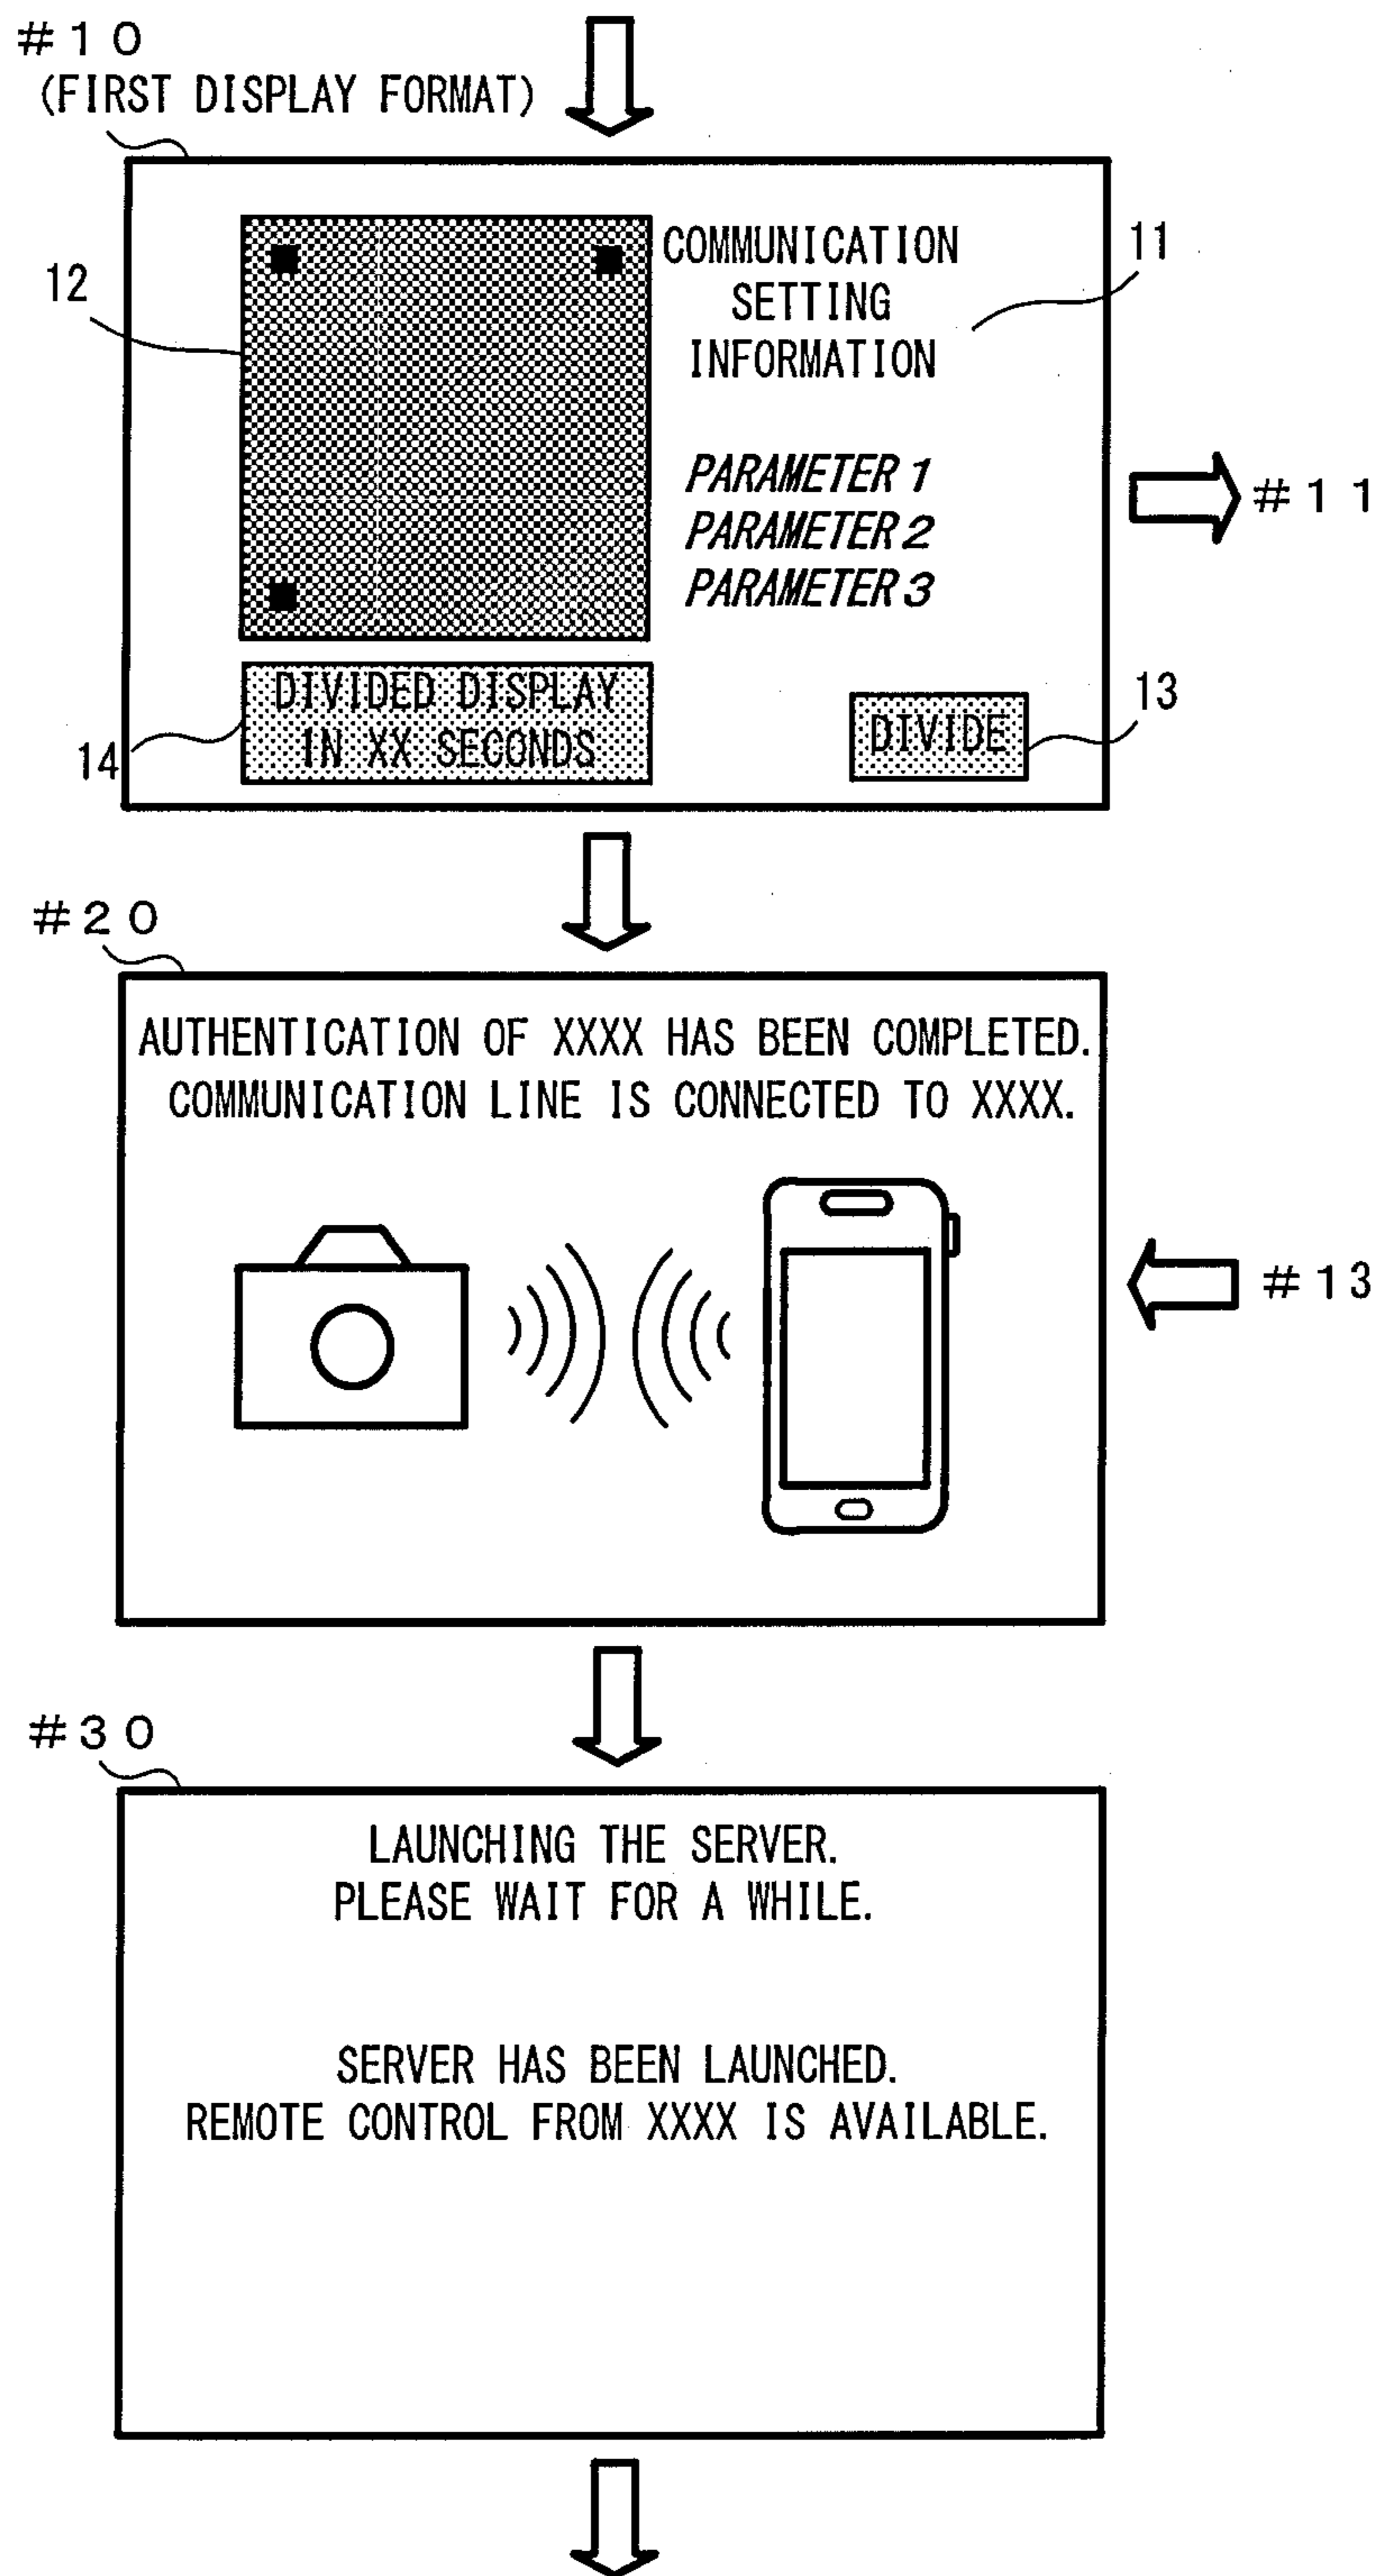 #10
(FIRST DISPLAY FORMAT)
12
COMMUNICATION
SETTING
INFORMATION
11
PARAMETER 1
PARAMETER 2
PARAMETER 3
#11
14
DIVIDED DISPLAY
IN XX SECONDS
DIVIDE
13
#20
AUTHENTICATION OF XXXX HAS BEEN COMPLETED.
COMMUNICATION LINE IS CONNECTED TO XXXX.
#13
#30
LAUNCHING THE SERVER.
PLEASE WAIT FOR A WHILE.
SERVER HAS BEEN LAUNCHED.
REMOTE CONTROL FROM XXXX IS AVAILABLE.